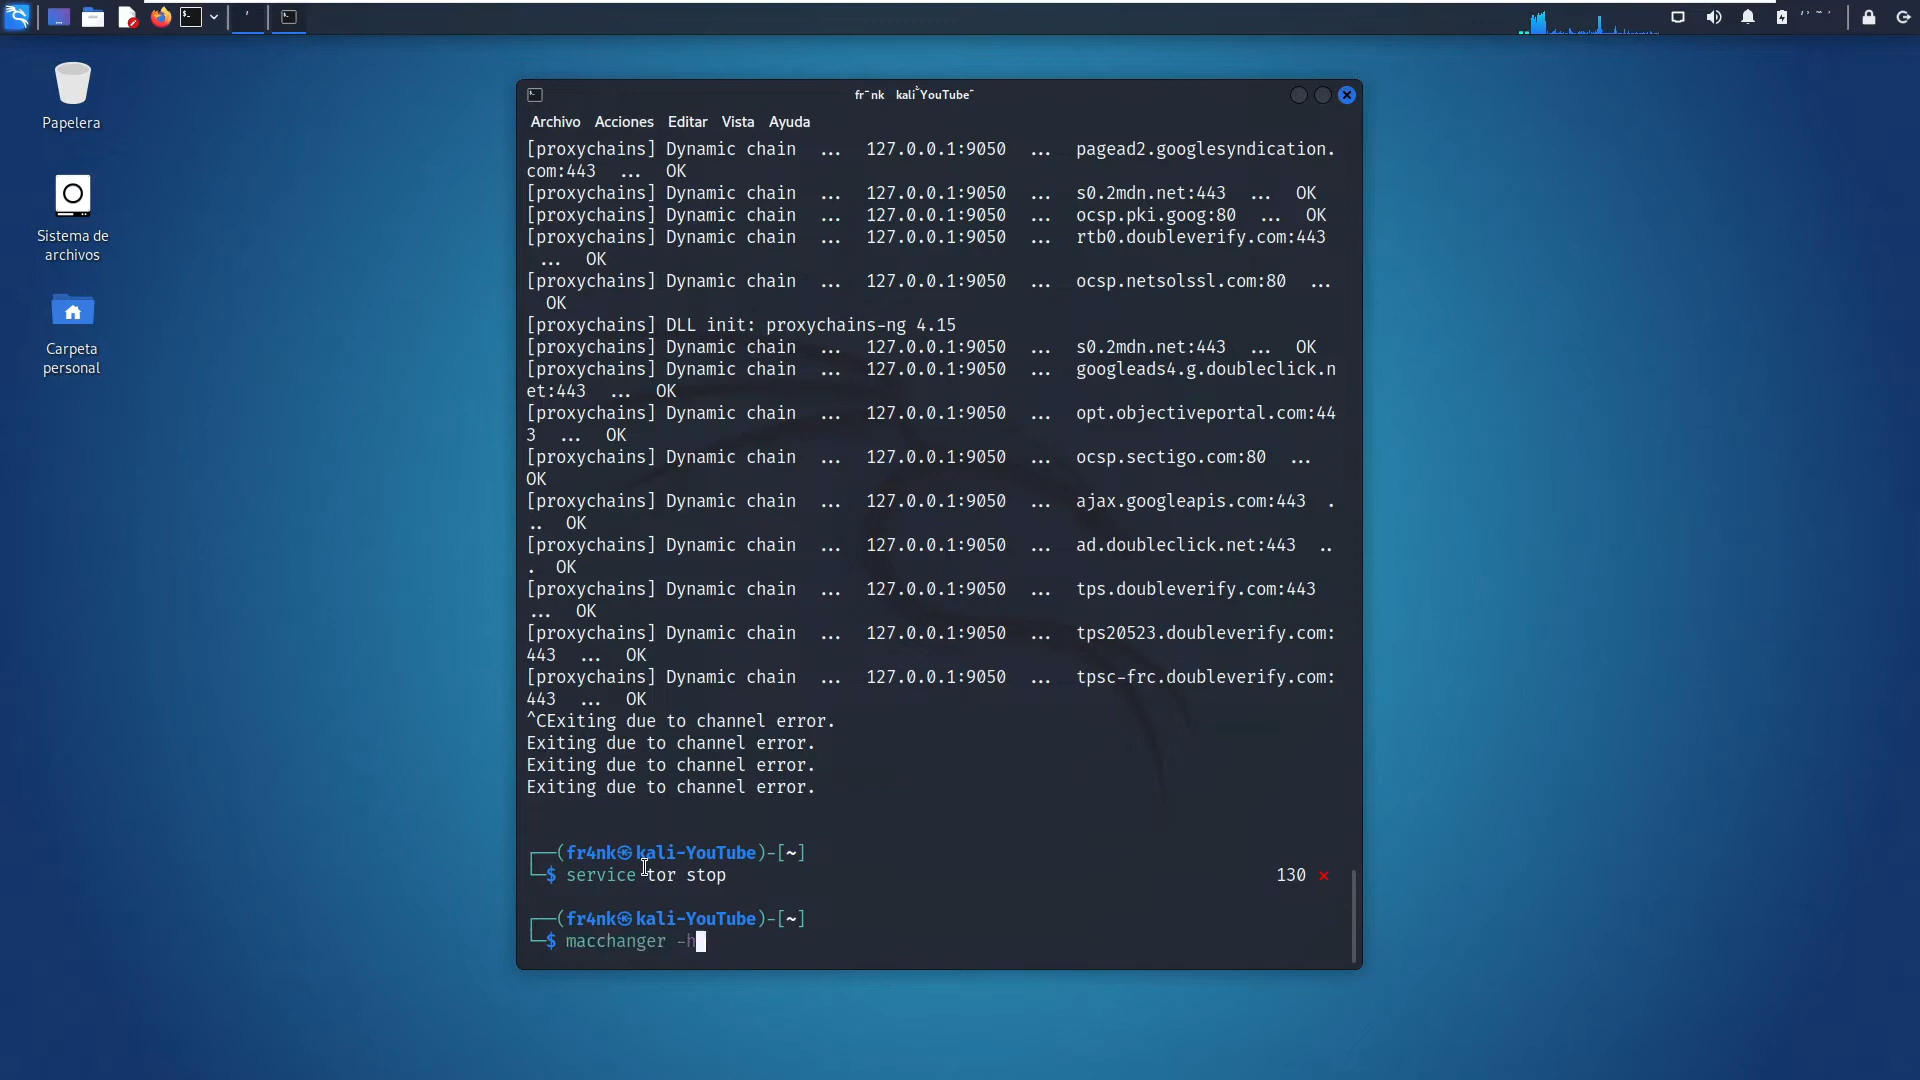 Papelera
Sistema de
archivos
Carpeta
personal
Archivo Acciones Editar Vista Ayuda
[proxychains] Dynamic chain ... 127.0.0.1:9050 ... pagead2.googlesyndication.
com:443 ... OK
[proxychains] Dynamic chain ... 127.0.0.1:9050 ... s0.2mdn.net:443 ... OK
[proxychains] Dynamic chain ... 127.0.0.1:9050 ... ocsp.pki.goog:80 ... OK
[proxychains] Dynamic chain ... 127.0.0.1:9050 ... rtb0.doubleverify.com:443
... OK
[proxychains] Dynamic chain ... 127.0.0.1:9050 ... ocsp.netsolssl.com:80 ...
OK
[proxychains] DLL init: proxychains-ng 4.15
[proxychains] Dynamic chain ... 127.0.0.1:9050 ... s0.2mdn.net:443 ... OK
[proxychains] Dynamic chain ... 127.0.0.1:9050 ... googleads4.g.doubleclick.n
et:443 ... OK
[proxychains] Dynamic chain ... 127.0.0.1:9050 ... opt.objectiveportal.com:44
3 ... OK
[proxychains] Dynamic chain ... 127.0.0.1:9050 ... ocsp.sectigo.com:80 ...
OK
[proxychains] Dynamic chain ... 127.0.0.1:9050 ... ajax.googleapis.com:443 .
.. OK
[proxychains] Dynamic chain ... 127.0.0.1:9050 ... ad.doubleclick.net:443 ..
. OK
[proxychains] Dynamic chain ... 127.0.0.1:9050 ... tps.doubleverify.com:443
... OK
[proxychains] Dynamic chain ... 127.0.0.1:9050 ... tps20523.doubleverify.com:
443 ... OK
[proxychains] Dynamic chain ... 127.0.0.1:9050 ... tpsc-frc.doubleverify.com:
443 ... OK
^CExiting due to channel error.
Exiting due to channel error.
Exiting due to channel error.
Exiting due to channel error.
┌──(fr4nk㉿kali-YouTube)-[~]
└─$ service tor stop 130 ⨯
┌──(fr4nk㉿kali-YouTube)-[~]
└─$ macchanger -h